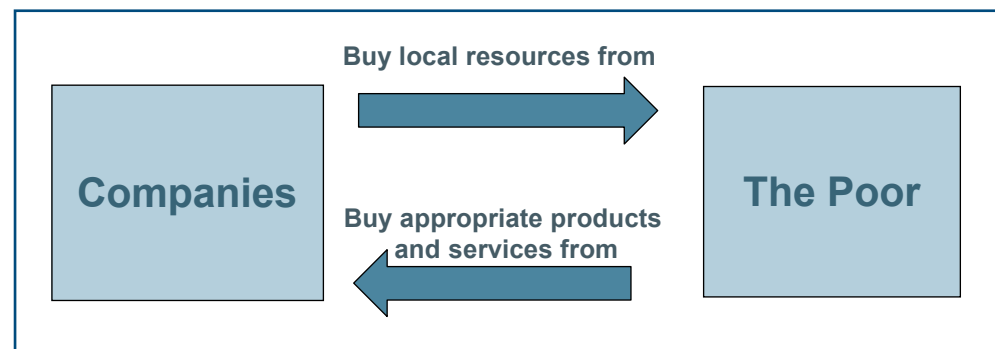 Buy local resources from
Companies
The Poor
Buy appropriate products
and services from